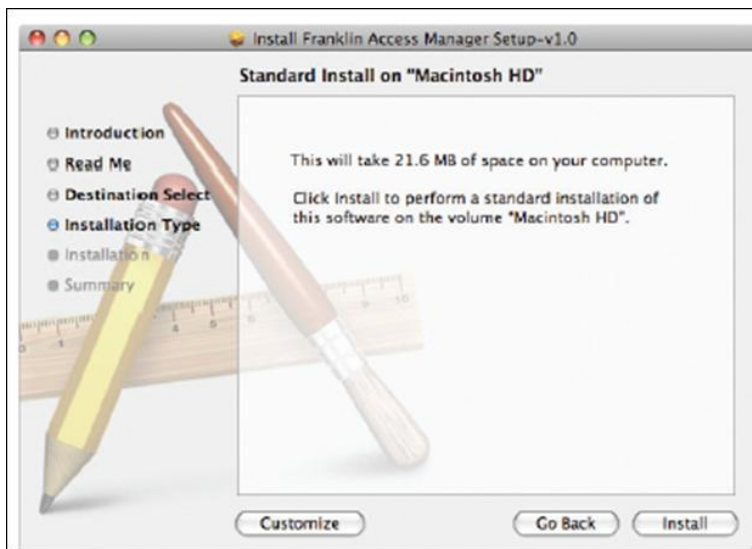 Install Franklin Access Manager Setup-v1.0
Standard Install on "Macintosh HD"
Introduction
Read Me
Destination Select
Installation Type
Installation
Summary
This will take 21.6 MB of space on your computer.
Click Install to perform a standard installation of
this software on the volume "Macintosh HD".
Customize
Go Back
Install